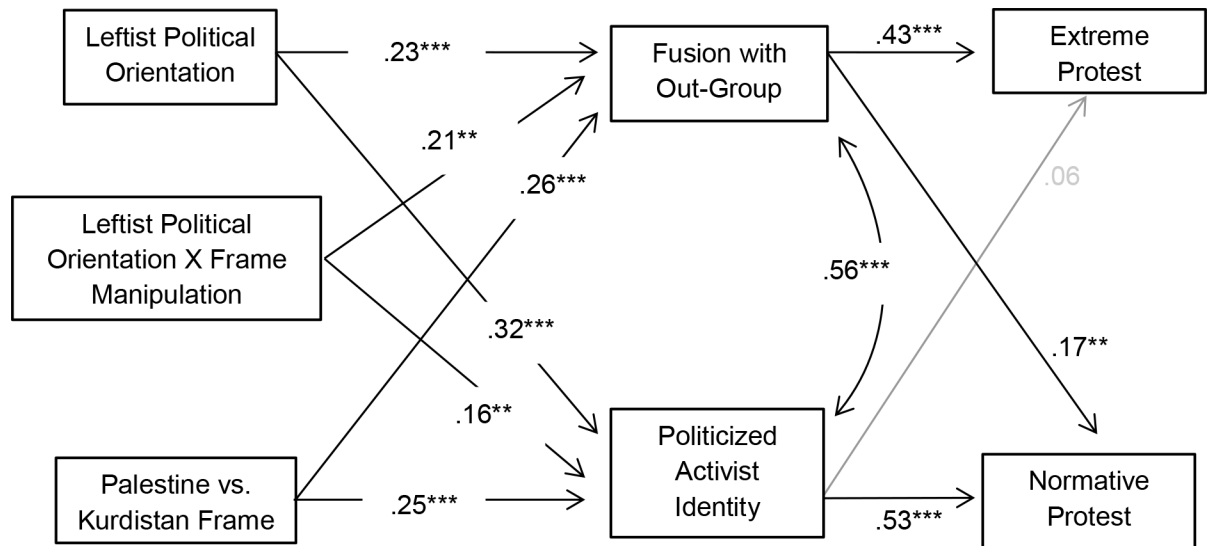 Leftist Political
Orientation
.23***
Fusion with
Out-Group
.43***
Extreme
Protest
.21**
.26***
.06
Leftist Political
Orientation X Frame
Manipulation
.56***
.32***
.17**
.16**
Politicized
Activist
Identity
Palestine vs.
Kurdistan Frame
.25***
.53***
Normative
Protest